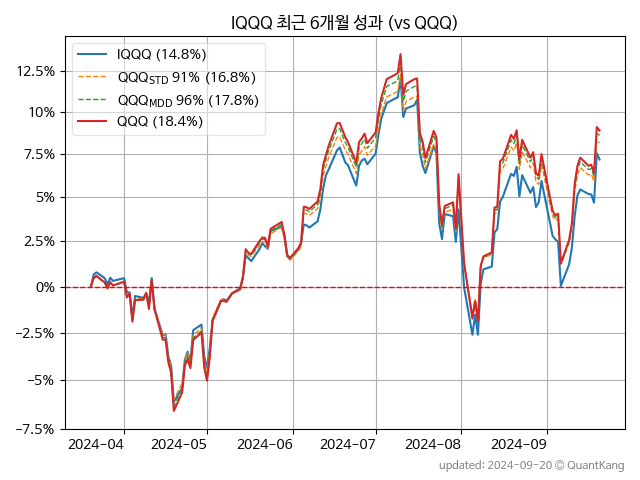 IQQQ 최근 6개월 성과 (vs QQQ)
IQQQ (14.8%)
QQQSTD 91% (16.8%)
QQQMDD 96% (17.8%)
QQQ (18.4%)
12.5%
10%
7.5%
5%
2.5%
0%
−2.5%
−5%
−7.5%
2024-04 2024-05 2024-06 2024-07 2024-08 2024-09
updated: 2024-09-20 © QuantKang